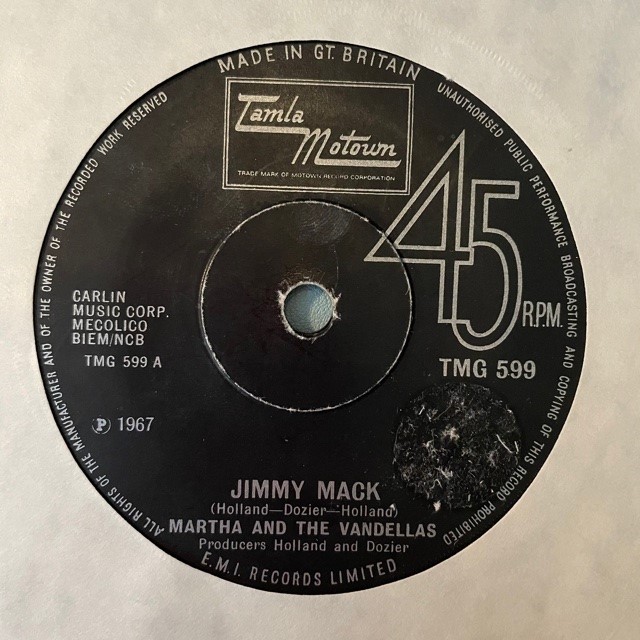 MADE IN GT. BRITAIN
UNAUTHORISED PUBLIC PERFORMANCE BROADCASTING AND COPYING OF THIS RECORD PROHIBITED
ALL RIGHTS OF THE MANUFACTURER AND OF THE OWNER OF THE RECORDED WORK RESERVED
Tamla
Motown
TRADE MARK OF MOTOWN RECORD CORPORATION
45
R.P.M.
CARLIN
MUSIC CORP.
MECOLICO
BIEM/NCB
TMG 599 A
TMG 599
℗ 1967
JIMMY MACK
(Holland—Dozier—Holland)
MARTHA AND THE VANDELLAS
Producers Holland and Dozier
E.M.I. RECORDS LIMITED